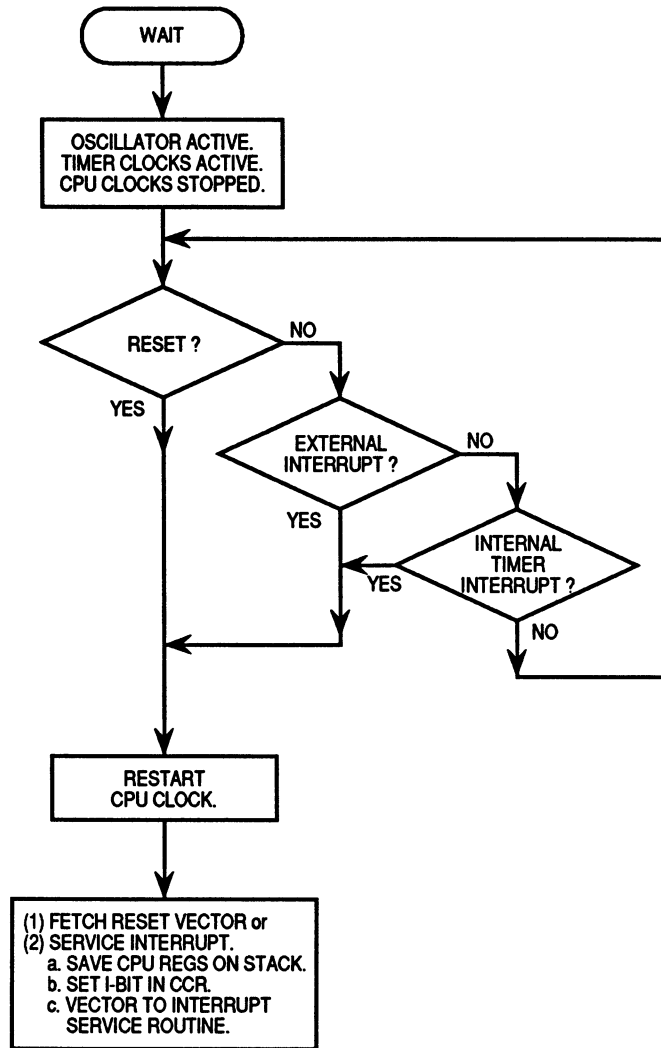 WAIT
OSCILLATOR ACTIVE.
TIMER CLOCKS ACTIVE.
CPU CLOCKS STOPPED.
RESET ?
NO
YES
EXTERNAL
INTERRUPT ?
NO
YES
INTERNAL
TIMER
INTERRUPT ?
YES
NO
RESTART
CPU CLOCK.
(1) FETCH RESET VECTOR or
(2) SERVICE INTERRUPT.
a. SAVE CPU REGS ON STACK.
b. SET I-BIT IN CCR.
c. VECTOR TO INTERRUPT
SERVICE ROUTINE.